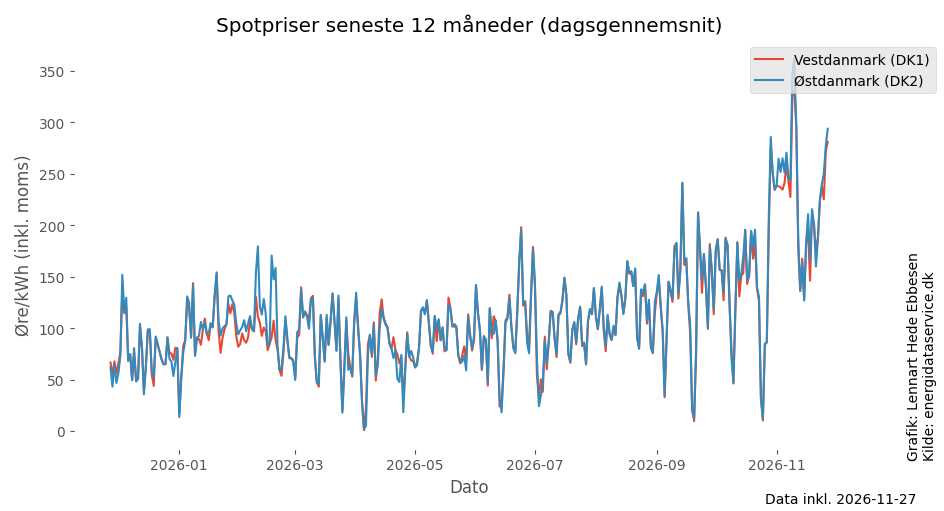 Spotpriser seneste 12 måneder (dagsgennemsnit)
Vestdanmark (DK1)
Østdanmark (DK2)
Øre/kWh (inkl. moms)
350
300
250
200
150
100
50
0
2026-01
2026-03
2026-05
2026-07
2026-09
2026-11
Dato
Grafik: Lennart Hede Ebbesen
Kilde: energidataservice.dk
Data inkl. 2026-11-27